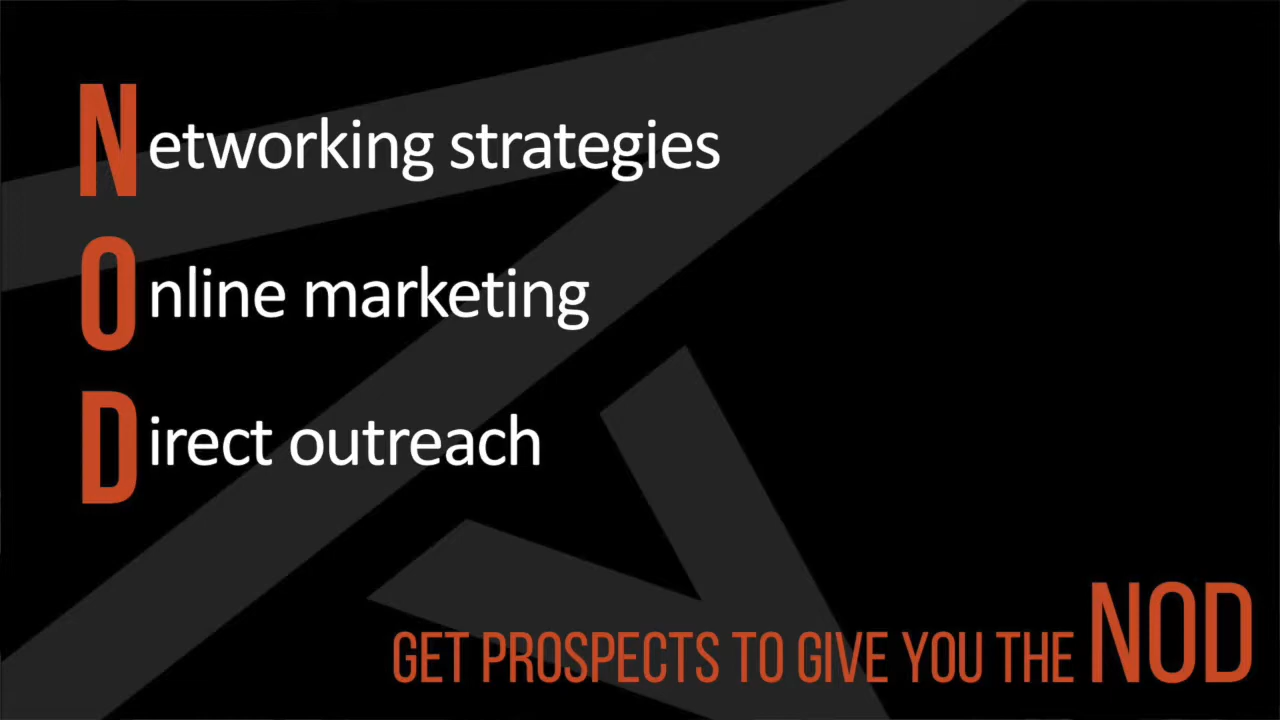 Networking strategies
Online marketing
Direct outreach
GET PROSPECTS TO GIVE YOU THE NOD